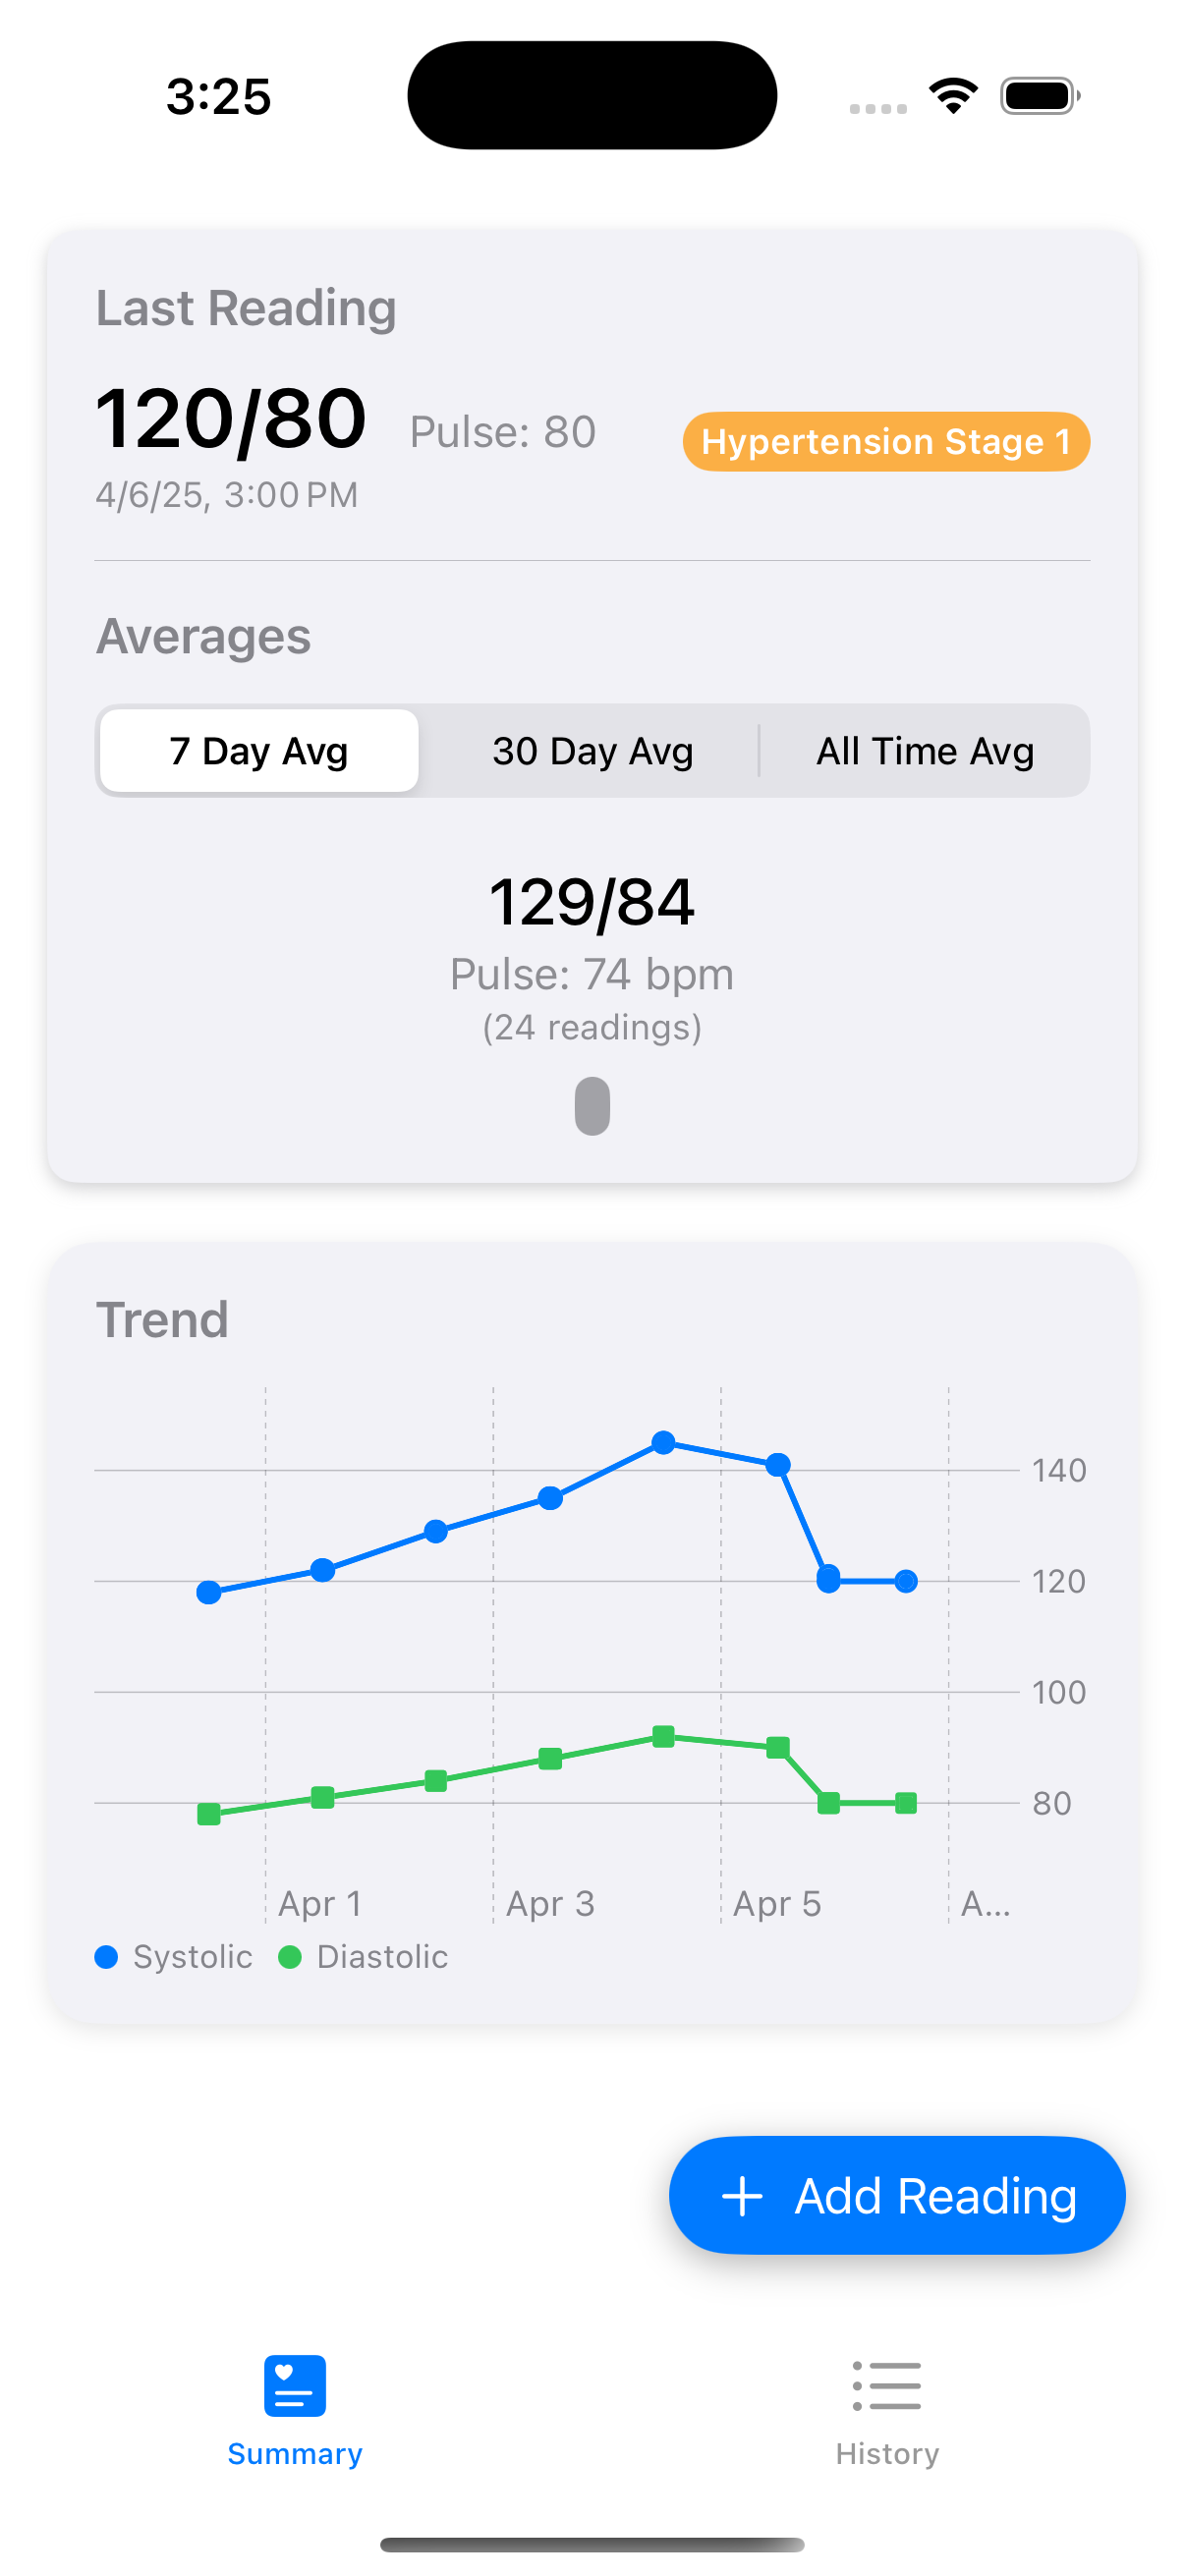 3:25
Last Reading
120/80 Pulse: 80 Hypertension Stage 1
4/6/25, 3:00 PM
Averages
7 Day Avg 30 Day Avg All Time Avg
129/84
Pulse: 74 bpm
(24 readings)
Trend
140
120
100
80
Apr 1 Apr 3 Apr 5 A...
Systolic Diastolic
+ Add Reading
Summary History